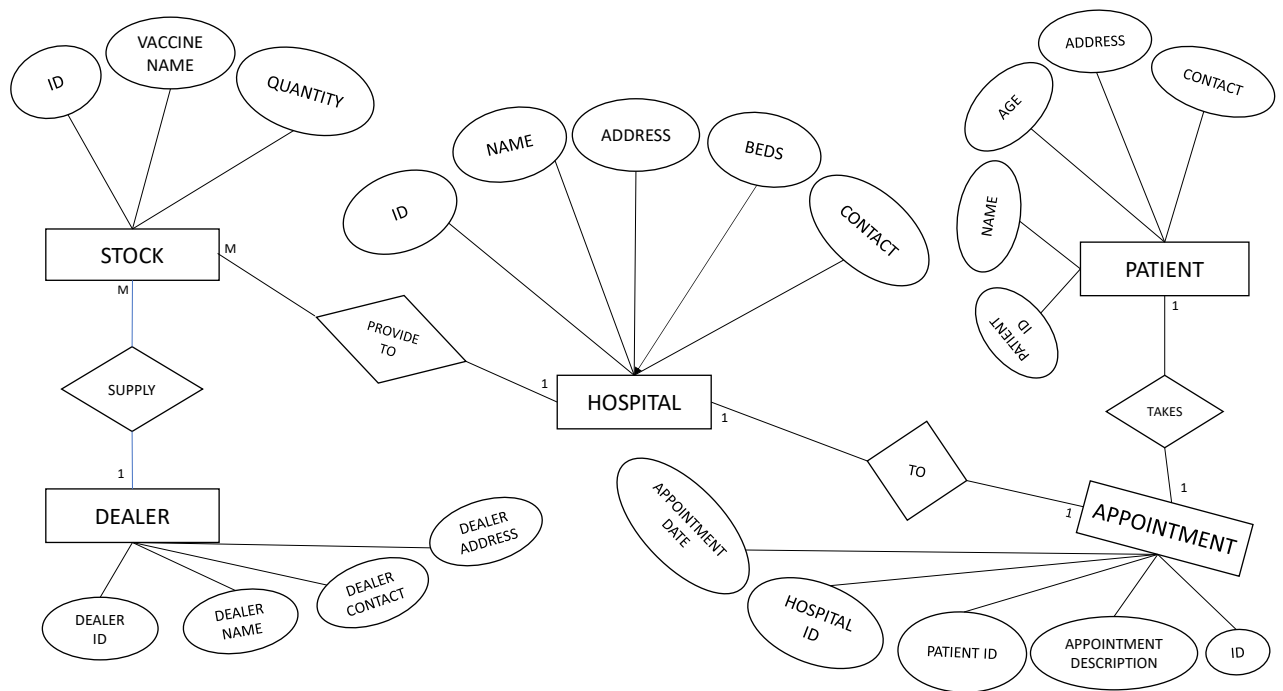 ID
VACCINE
NAME
QUANTITY
STOCK
M
M
SUPPLY
1
DEALER
DEALER
ID
DEALER
NAME
DEALER
CONTACT
DEALER
ADDRESS
PROVIDE
TO
1
ID
NAME
ADDRESS
BEDS
CONTACT
HOSPITAL
1
TO
1
PATIENT
ID
NAME
AGE
ADDRESS
CONTACT
PATIENT
1
TAKES
1
APPOINTMENT
APPOINTMENT
DATE
HOSPITAL
ID
PATIENT ID
APPOINTMENT
DESCRIPTION
ID